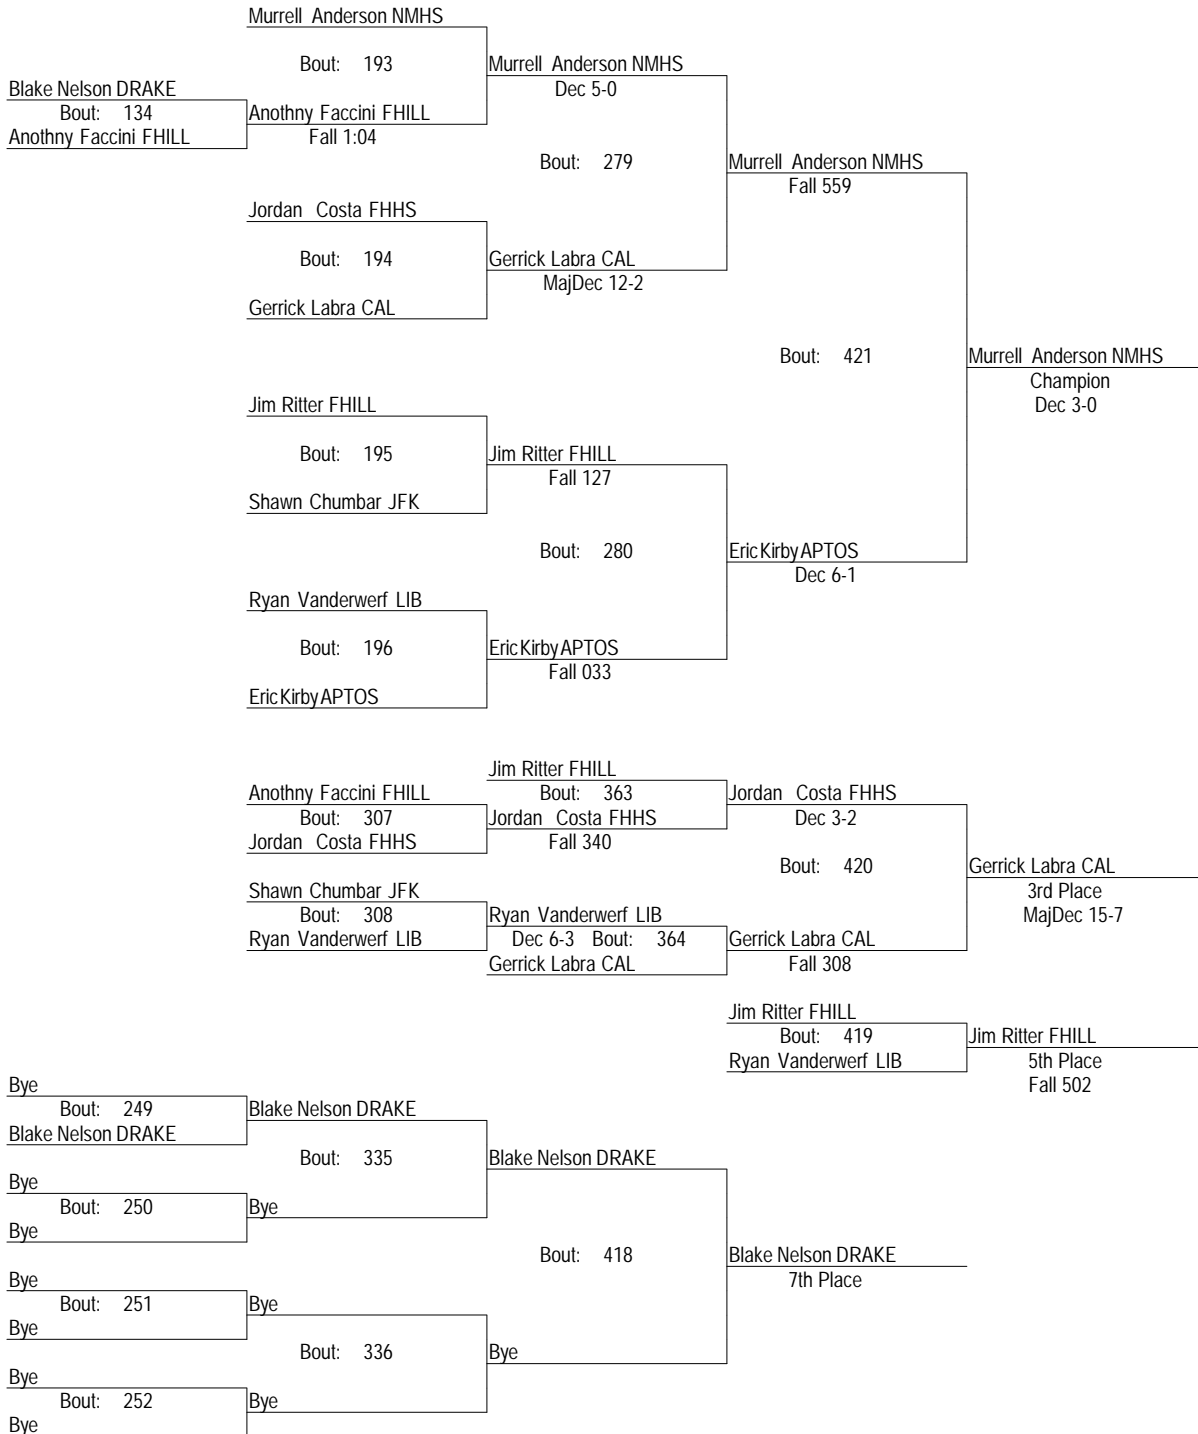 Murrell Anderson NMHS
Bout: 193
Murrell Anderson NMHS
Blake Nelson DRAKE
Dec 5-0
Bout: 134
Anothny Faccini FHILL
Anothny Faccini FHILL
Fall 1:04
Bout: 279
Murrell Anderson NMHS
Fall 559
Jordan Costa FHHS
Bout: 194
Gerrick Labra CAL
MajDec 12-2
Gerrick Labra CAL
Bout: 421
Murrell Anderson NMHS
Champion
Dec 3-0
Jim Ritter FHILL
Bout: 195
Jim Ritter FHILL
Fall 127
Shawn Chumbar JFK
Bout: 280
Eric Kirby APTOS
Dec 6-1
Ryan Vanderwerf LIB
Bout: 196
Eric Kirby APTOS
Fall 033
Eric Kirby APTOS
Jim Ritter FHILL
Anothny Faccini FHILL
Bout: 363
Jordan Costa FHHS
Bout: 307
Jordan Costa FHHS
Dec 3-2
Jordan Costa FHHS
Fall 340
Bout: 420
Gerrick Labra CAL
Shawn Chumbar JFK
3rd Place
Bout: 308
Ryan Vanderwerf LIB
MajDec 15-7
Ryan Vanderwerf LIB
Dec 6-3 Bout: 364
Gerrick Labra CAL
Gerrick Labra CAL
Fall 308
Jim Ritter FHILL
Bout: 419
Jim Ritter FHILL
Ryan Vanderwerf LIB
5th Place
Fall 502
Bye
Bout: 249
Blake Nelson DRAKE
Blake Nelson DRAKE
Bout: 335
Blake Nelson DRAKE
Bye
Bout: 250
Bye
Bye
Bout: 418
Blake Nelson DRAKE
7th Place
Bye
Bout: 251
Bye
Bye
Bout: 336
Bye
Bye
Bout: 252
Bye
Bye